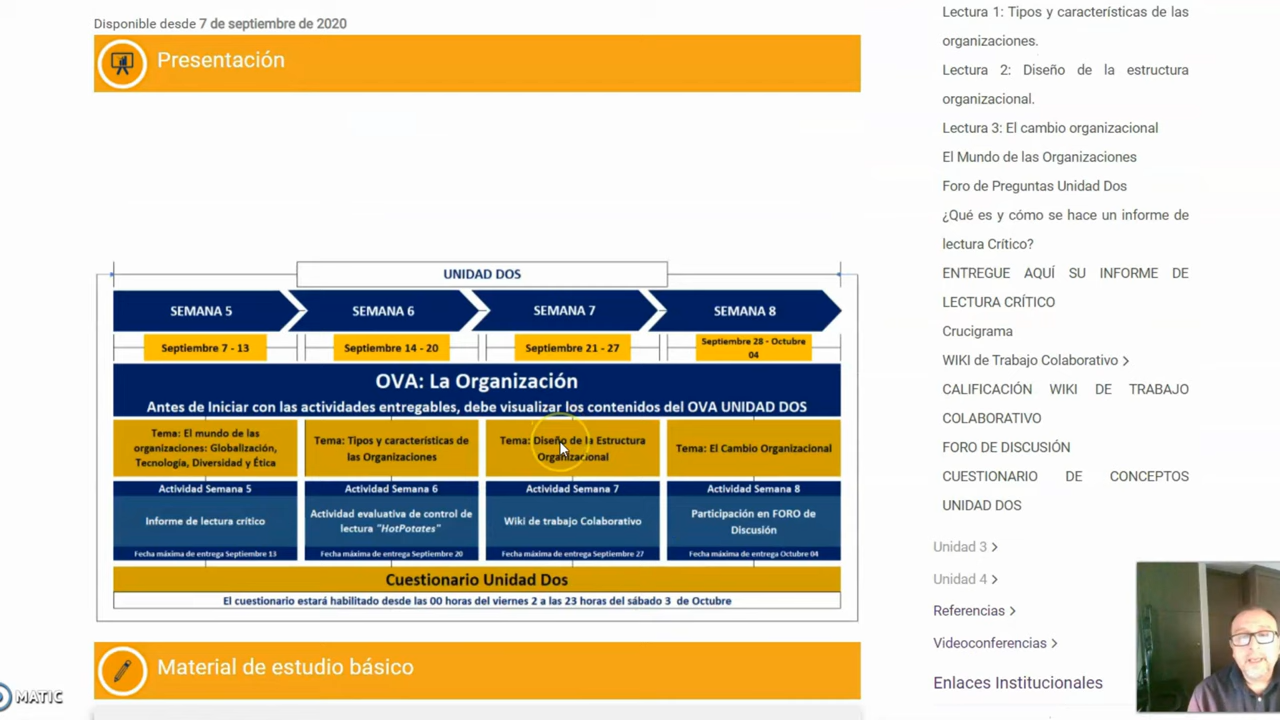 Disponible desde 7 de septiembre de 2020
Presentación
UNIDAD DOS
SEMANA 5
SEMANA 6
SEMANA 7
SEMANA 8
Septiembre 7 - 13
Septiembre 14 - 20
Septiembre 21 - 27
Septiembre 28 - Octubre
04
OVA: La Organización
Antes de Iniciar con las actividades entregables, debe visualizar los contenidos del OVA UNIDAD DOS
Tema: El mundo de las
organizaciones: Globalización,
Tecnología, Diversidad y Ética
Tema: Tipos y características de
las Organizaciones
Tema: Diseño de la Estructura
Organizacional
Tema: El Cambio Organizacional
Actividad Semana 5
Informe de lectura crítico
Fecha máxima de entrega Septiembre 13
Actividad Semana 6
Actividad evaluativa de control de
lectura "HotPotates"
Fecha máxima de entrega Septiembre 20
Actividad Semana 7
Wiki de trabajo Colaborativo
Fecha máxima de entrega Septiembre 27
Actividad Semana 8
Participación en FORO de
Discusión
Fecha máxima de entrega Octubre 04
Cuestionario Unidad Dos
El cuestionario estará habilitado desde las 00 horas del viernes 2 a las 23 horas del sábado 3 de Octubre
Material de estudio básico
MATIC
Lectura 1: Tipos y características de las
organizaciones.
Lectura 2: Diseño de la estructura
organizacional.
Lectura 3: El cambio organizacional
El Mundo de las Organizaciones
Foro de Preguntas Unidad Dos
¿Qué es y cómo se hace un informe de
lectura Crítico?
ENTREGUE AQUÍ SU INFORME DE
LECTURA CRÍTICO
Crucigrama
WIKI de Trabajo Colaborativo
CALIFICACIÓN WIKI DE TRABAJO
COLABORATIVO
FORO DE DISCUSIÓN
CUESTIONARIO DE CONCEPTOS
UNIDAD DOS
Unidad 3
Unidad 4
Referencias
Videoconferencias
Enlaces Institucionales